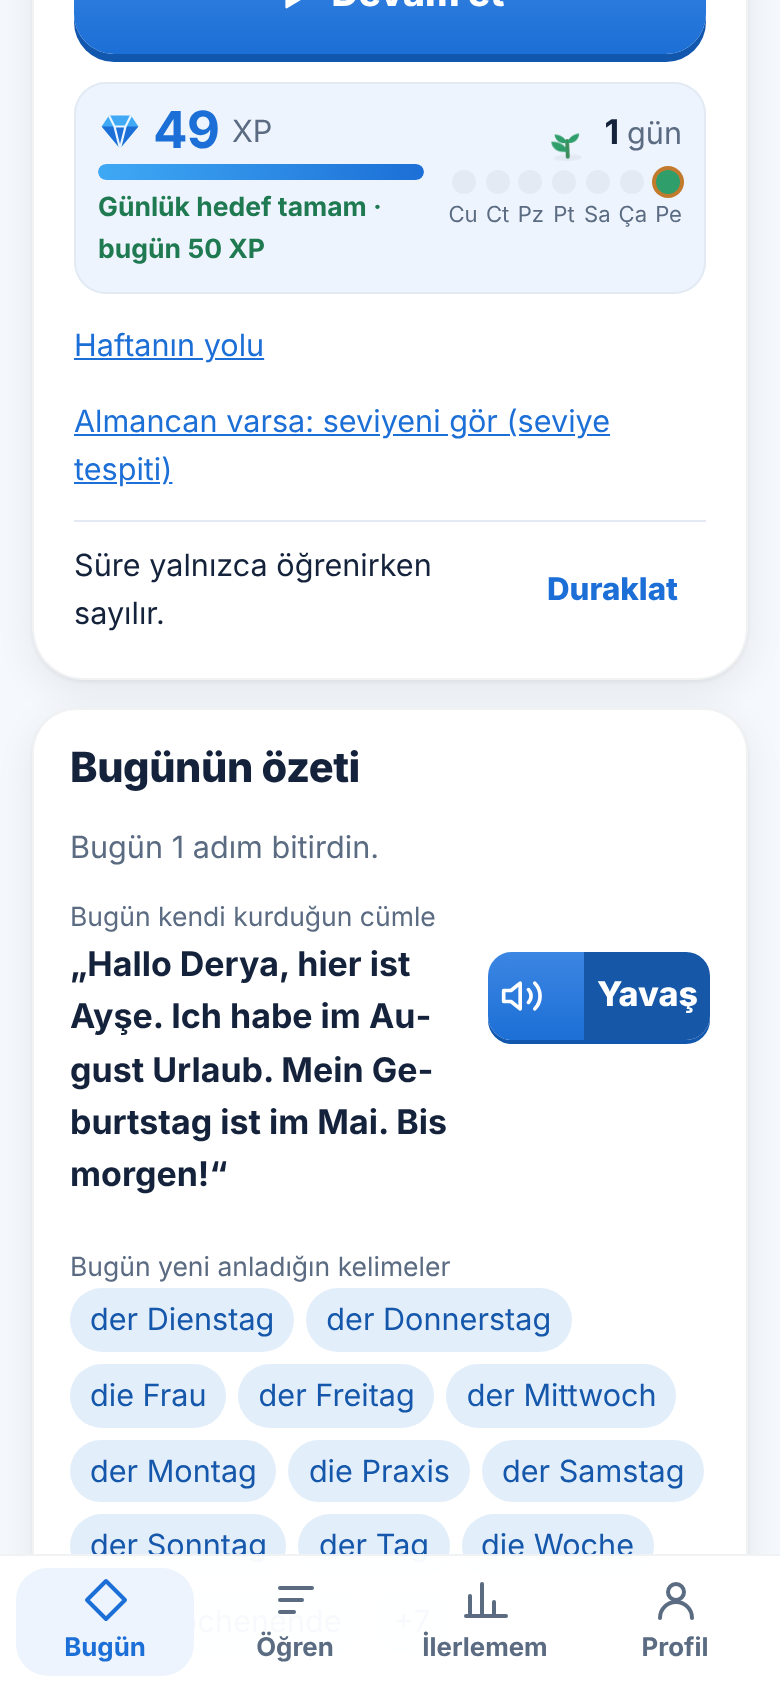 Devam et
49 XP
1 gün
Cu Ct Pz Pt Sa Ça Pe
Günlük hedef tamam ·
bugün 50 XP
Haftanın yolu
Almancan varsa: seviyeni gör (seviye
tespiti)
Süre yalnızca öğrenirken
sayılır.
Duraklat
Bugünün özeti
Bugün 1 adım bitirdin.
Bugün kendi kurduğun cümle
„Hallo Derya, hier ist
Ayşe. Ich habe im Au-
gust Urlaub. Mein Ge-
burtstag ist im Mai. Bis
morgen!“
Yavaş
Bugün yeni anladığın kelimeler
der Dienstag der Donnerstag
die Frau der Freitag der Mittwoch
der Montag die Praxis der Samstag
der Sonntag der Tag die Woche
+7
Bugün Öğren İlerlemem Profil